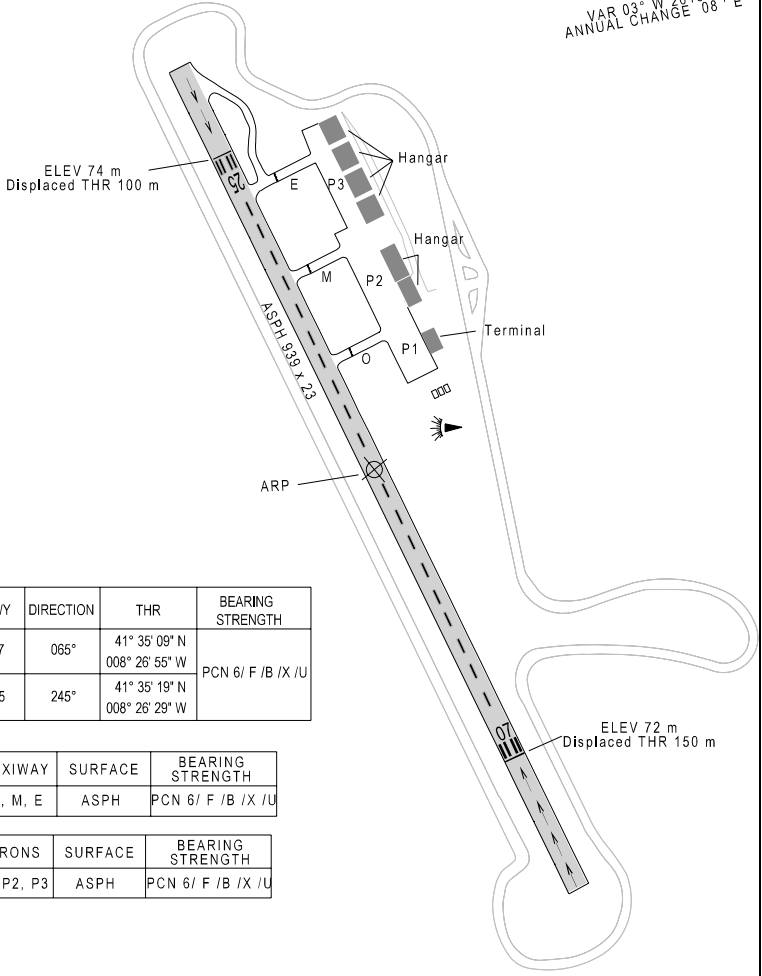 VAR 03° W
ANNUAL CHANGE 08' E
ELEV 74 m
Displaced THR 100 m
Hangar
E
P3
25
Hangar
M
P2
ASPH 939 x 23
Terminal
O
P1
ARP
DIRECTION THR BEARING STRENGTH
065° 41° 35' 09" N 008° 26' 55" W PCN 6/ F /B /X /U
245° 41° 35' 19" N 008° 26' 29" W
07
ELEV 72 m
Displaced THR 150 m
SURFACE BEARING STRENGTH
, M, E ASPH PCN 6/ F /B /X /U
SURFACE BEARING STRENGTH
P2, P3 ASPH PCN 6/ F /B /X /U